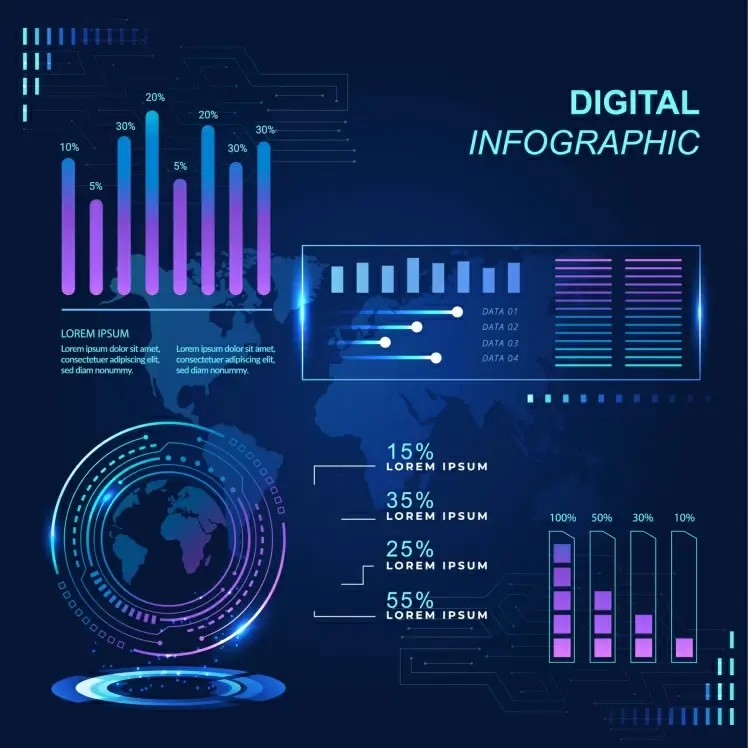 DIGITAL
INFOGRAPHIC
10%
5%
30%
20%
5%
20%
30%
30%
LOREM IPSUM
Lorem ipsum dolor sit amet,
consectetuer adipiscing elit,
sed diam nonummy.
Lorem ipsum dolor sit amet,
consectetuer adipiscing elit,
sed diam nonummy.
DATA 01
DATA 02
DATA 03
DATA 04
15%
LOREM IPSUM
35%
LOREM IPSUM
25%
LOREM IPSUM
55%
LOREM IPSUM
100% 50% 30% 10%